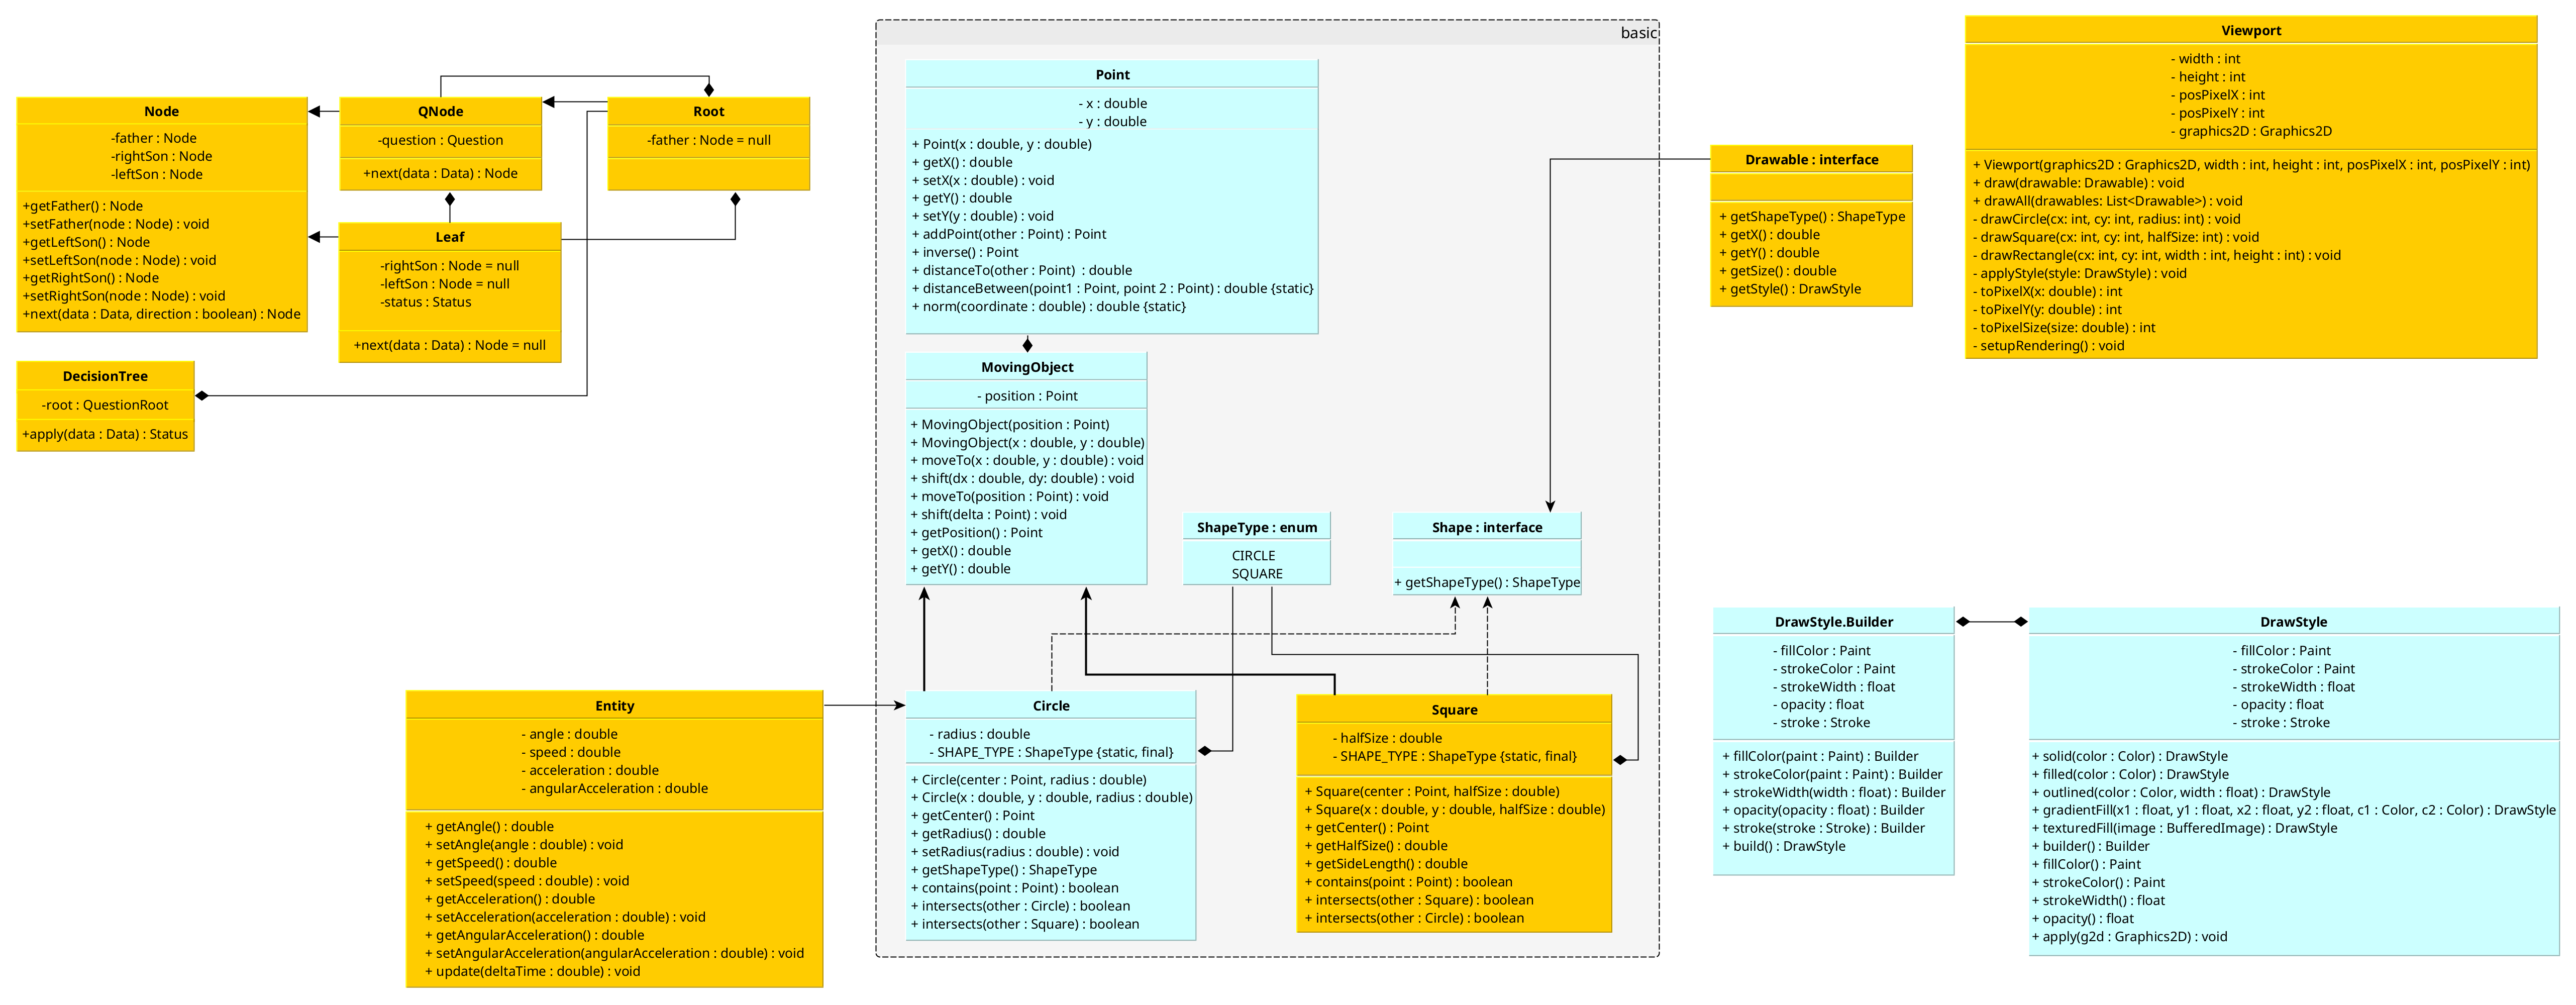 basic
Node
-father : Node
-rightSon : Node
-leftSon : Node
+getFather() : Node
+setFather(node : Node) : void
+getLeftSon() : Node
+setLeftSon(node : Node) : void
+getRightSon() : Node
+setRightSon(node : Node) : void
+next(data : Data, direction : boolean) : Node
QNode
-question : Question
+next(data : Data) : Node
Root
-father : Node = null
Leaf
-rightSon : Node = null
-leftSon : Node = null
-status : Status
+next(data : Data) : Node = null
DecisionTree
-root : QuestionRoot
+apply(data : Data) : Status
Point
- x : double
- y : double
+ Point(x : double, y : double)
+ getX() : double
+ setX(x : double) : void
+ getY() : double
+ setY(y : double) : void
+ addPoint(other : Point) : Point
+ inverse() : Point
+ distanceTo(other : Point)  : double
+ distanceBetween(point1 : Point, point 2 : Point) : double {static}
+ norm(coordinate : double) : double {static}
MovingObject
- position : Point
+ MovingObject(position : Point)
+ MovingObject(x : double, y : double)
+ moveTo(x : double, y : double) : void
+ shift(dx : double, dy: double) : void
+ moveTo(position : Point) : void
+ shift(delta : Point) : void
+ getPosition() : Point
+ getX() : double
+ getY() : double
ShapeType : enum
CIRCLE
SQUARE
Shape : interface
+ getShapeType() : ShapeType
Drawable : interface
+ getShapeType() : ShapeType
+ getX() : double
+ getY() : double
+ getSize() : double
+ getStyle() : DrawStyle
Viewport
- width : int
- height : int
- posPixelX : int
- posPixelY : int
- graphics2D : Graphics2D
+ Viewport(graphics2D : Graphics2D, width : int, height : int, posPixelX : int, posPixelY : int)
+ draw(drawable: Drawable) : void
+ drawAll(drawables: List<Drawable>) : void
- drawCircle(cx: int, cy: int, radius: int) : void
- drawSquare(cx: int, cy: int, halfSize: int) : void
- drawRectangle(cx: int, cy: int, width : int, height : int) : void
- applyStyle(style: DrawStyle) : void
- toPixelX(x: double) : int
- toPixelY(y: double) : int
- toPixelSize(size: double) : int
- setupRendering() : void
Entity
- angle : double
- speed : double
- acceleration : double
- angularAcceleration : double
+ getAngle() : double
+ setAngle(angle : double) : void
+ getSpeed() : double
+ setSpeed(speed : double) : void
+ getAcceleration() : double
+ setAcceleration(acceleration : double) : void
+ getAngularAcceleration() : double
+ setAngularAcceleration(angularAcceleration : double) : void
+ update(deltaTime : double) : void
Circle
- radius : double
- SHAPE_TYPE : ShapeType {static, final}
+ Circle(center : Point, radius : double)
+ Circle(x : double, y : double, radius : double)
+ getCenter() : Point
+ getRadius() : double
+ setRadius(radius : double) : void
+ getShapeType() : ShapeType
+ contains(point : Point) : boolean
+ intersects(other : Circle) : boolean
+ intersects(other : Square) : boolean
Square
- halfSize : double
- SHAPE_TYPE : ShapeType {static, final}
+ Square(center : Point, halfSize : double)
+ Square(x : double, y : double, halfSize : double)
+ getCenter() : Point
+ getHalfSize() : double
+ getSideLength() : double
+ contains(point : Point) : boolean
+ intersects(other : Square) : boolean
+ intersects(other : Circle) : boolean
DrawStyle.Builder
- fillColor : Paint
- strokeColor : Paint
- strokeWidth : float
- opacity : float
- stroke : Stroke
+ fillColor(paint : Paint) : Builder
+ strokeColor(paint : Paint) : Builder
+ strokeWidth(width : float) : Builder
+ opacity(opacity : float) : Builder
+ stroke(stroke : Stroke) : Builder
+ build() : DrawStyle
DrawStyle
- fillColor : Paint
- strokeColor : Paint
- strokeWidth : float
- opacity : float
- stroke : Stroke
+ solid(color : Color) : DrawStyle
+ filled(color : Color) : DrawStyle
+ outlined(color : Color, width : float) : DrawStyle
+ gradientFill(x1 : float, y1 : float, x2 : float, y2 : float, c1 : Color, c2 : Color) : DrawStyle
+ texturedFill(image : BufferedImage) : DrawStyle
+ builder() : Builder
+ fillColor() : Paint
+ strokeColor() : Paint
+ strokeWidth() : float
+ opacity() : float
+ apply(g2d : Graphics2D) : void